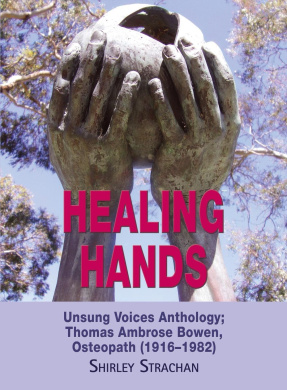 HEALING
HANDS
Unsung Voices Anthology;
Thomas Ambrose Bowen,
Osteopath (1916–1982)
SHIRLEY STRACHAN